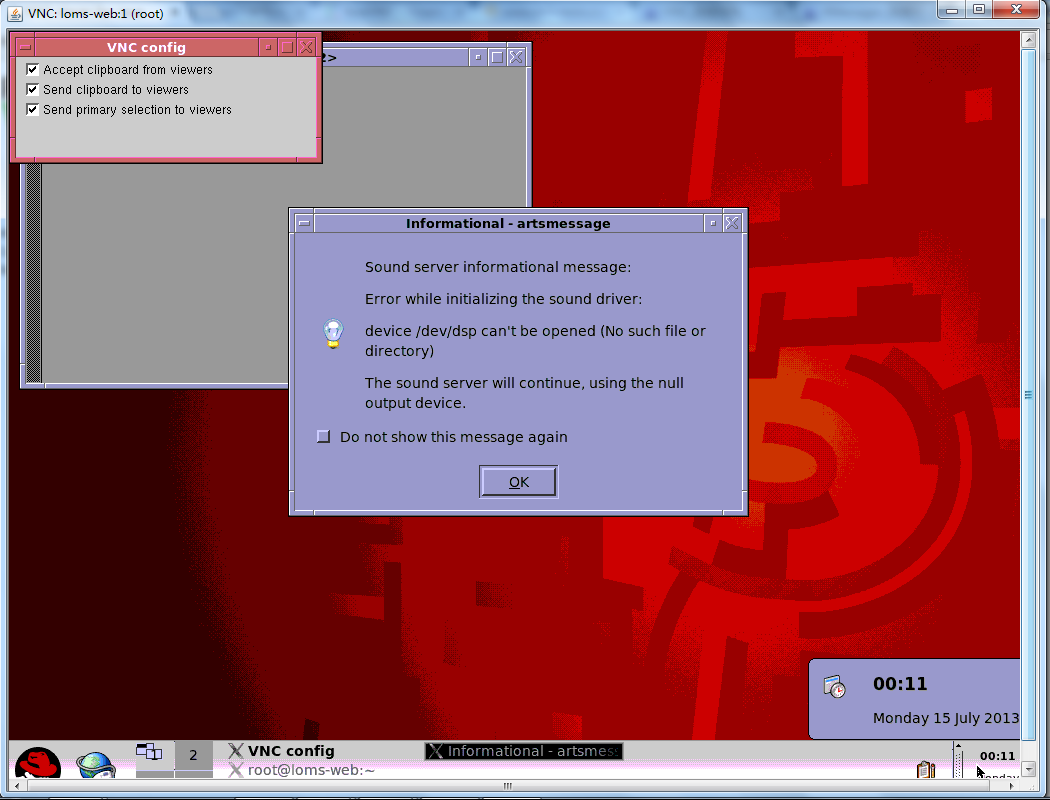 VNC: loms-web:1 (root)
VNC config
2>
Accept clipboard from viewers
Send clipboard to viewers
Send primary selection to viewers
Informational - artsmessage
Sound server informational message:
Error while initializing the sound driver:
device /dev/dsp can't be opened (No such file or
directory)
The sound server will continue, using the null
output device.
Do not show this message again
OK
00:11
Monday 15 July 2013
2
VNC config
Informational - artsmes
00:11
root@loms-web:~